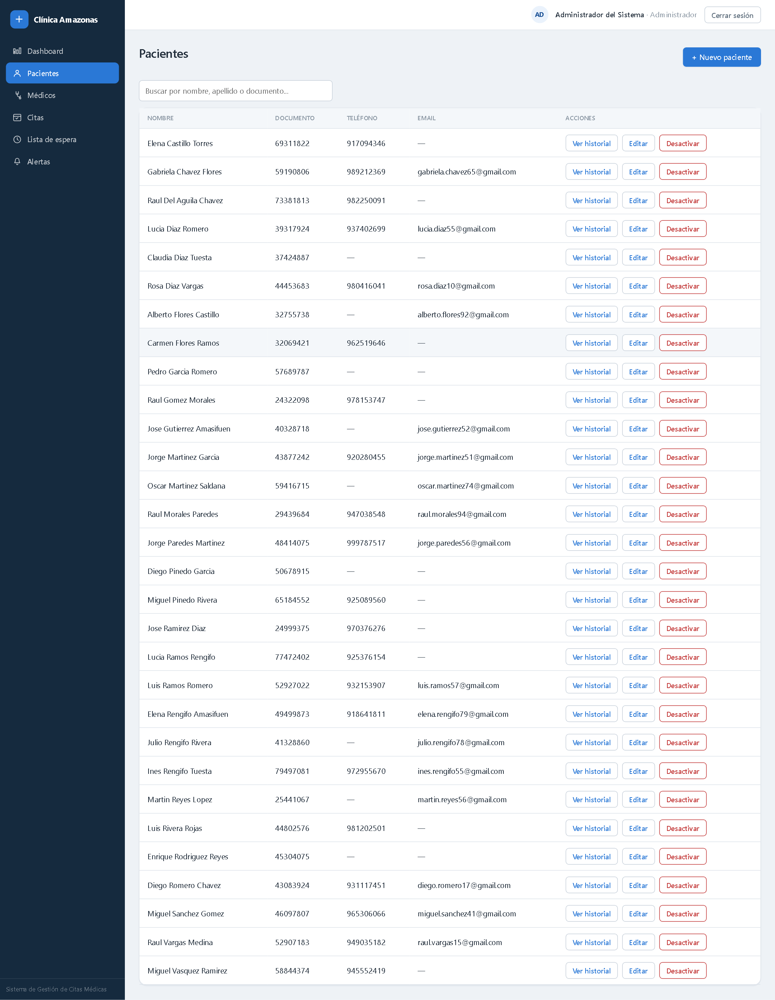 Clínica Amazonas
Dashboard
Pacientes
Médicos
Citas
Lista de espera
Alertas
Sistema de Gestión de Citas Médicas
AD Administrador del Sistema · Administrador Cerrar sesión
Pacientes
+ Nuevo paciente
Buscar por nombre, apellido o documento...
NOMBRE DOCUMENTO TELÉFONO EMAIL ACCIONES
Elena Castillo Torres 69311822 917094346 — Ver historial Editar Desactivar
Gabriela Chavez Flores 59190806 989212369 gabriela.chavez65@gmail.com Ver historial Editar Desactivar
Raul Del Aguila Chavez 73381813 982250091 — Ver historial Editar Desactivar
Lucia Diaz Romero 39317924 937402699 lucia.diaz55@gmail.com Ver historial Editar Desactivar
Claudia Diaz Tuesta 37424887 — — Ver historial Editar Desactivar
Rosa Diaz Vargas 44453683 980416041 rosa.diaz10@gmail.com Ver historial Editar Desactivar
Alberto Flores Castillo 32755738 — alberto.flores92@gmail.com Ver historial Editar Desactivar
Carmen Flores Ramos 32069421 962519646 — Ver historial Editar Desactivar
Pedro Garcia Romero 57689787 — — Ver historial Editar Desactivar
Raul Gomez Morales 24322098 978153747 — Ver historial Editar Desactivar
Jose Gutierrez Amasifuen 40328718 — jose.gutierrez52@gmail.com Ver historial Editar Desactivar
Jorge Martinez Garcia 43877242 920280455 jorge.martinez51@gmail.com Ver historial Editar Desactivar
Oscar Martinez Saldana 59416715 — oscar.martinez74@gmail.com Ver historial Editar Desactivar
Raul Morales Paredes 29439684 947038548 raul.morales94@gmail.com Ver historial Editar Desactivar
Jorge Paredes Martinez 48414075 999787517 jorge.paredes56@gmail.com Ver historial Editar Desactivar
Diego Pinedo Garcia 50678915 — — Ver historial Editar Desactivar
Miguel Pinedo Rivera 65184552 925089560 — Ver historial Editar Desactivar
Jose Ramirez Diaz 24999375 970376276 — Ver historial Editar Desactivar
Lucia Ramos Rengifo 77472402 925376154 — Ver historial Editar Desactivar
Luis Ramos Romero 52927022 932153907 luis.ramos57@gmail.com Ver historial Editar Desactivar
Elena Rengifo Amasifuen 49499873 918641811 elena.rengifo79@gmail.com Ver historial Editar Desactivar
Julio Rengifo Rivera 41328860 — julio.rengifo78@gmail.com Ver historial Editar Desactivar
Ines Rengifo Tuesta 79497081 972955670 ines.rengifo55@gmail.com Ver historial Editar Desactivar
Martin Reyes Lopez 25441067 — martin.reyes56@gmail.com Ver historial Editar Desactivar
Luis Rivera Rojas 44802576 981202501 — Ver historial Editar Desactivar
Enrique Rodriguez Reyes 45304075 — — Ver historial Editar Desactivar
Diego Romero Chavez 43083924 931117451 diego.romero17@gmail.com Ver historial Editar Desactivar
Miguel Sanchez Gomez 46097807 965306066 miguel.sanchez41@gmail.com Ver historial Editar Desactivar
Raul Vargas Medina 52907183 949035182 raul.vargas15@gmail.com Ver historial Editar Desactivar
Miguel Vasquez Ramirez 58844374 945552419 — Ver historial Editar Desactivar